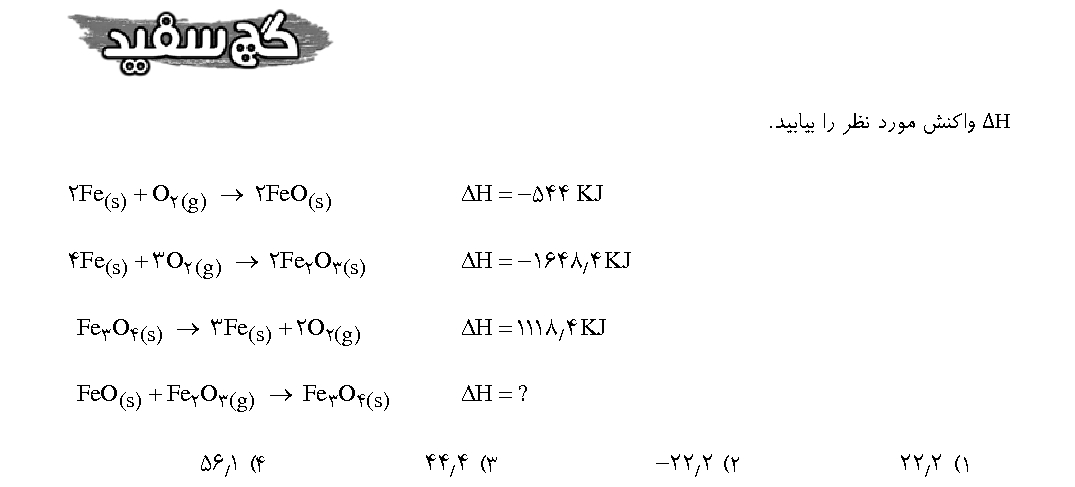 گچ سفید
ΔH واکنش مورد نظر را بیابید.
۲Fe(s) + O۲(g) → ۲FeO(s) ΔH = −۵۴۴ KJ
۴Fe(s) + ۳O۲(g) → ۲Fe۲O۳(s) ΔH = −۱۶۴۸/۴ KJ
Fe۳O۴(s) → ۳Fe(s) + ۲O۲(g) ΔH = ۱۱۱۸/۴ KJ
FeO(s) + Fe۲O۳(g) → Fe۳O۴(s) ΔH = ?
۱) ۲۲/۲ ۲) −۲۲/۲ ۳) ۴۴/۴ ۴) ۵۶/۱